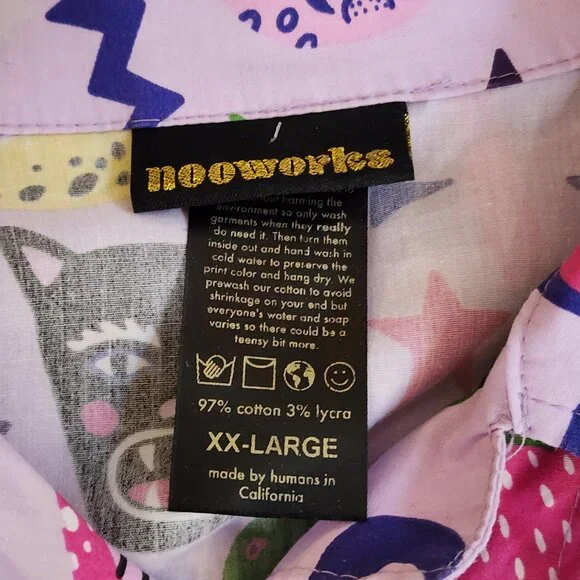 nooworks
out harming the
environment so only wash
garments when they really
do need it. Then turn them
inside out and hand wash in
cold water to preserve the
print color and hang dry. We
prewash our cotton to avoid
shrinkage on your end but
everyone's water and soap
varies so there could be a
teensy bit more.
97% cotton 3% lycra
XX-LARGE
made by humans in
California